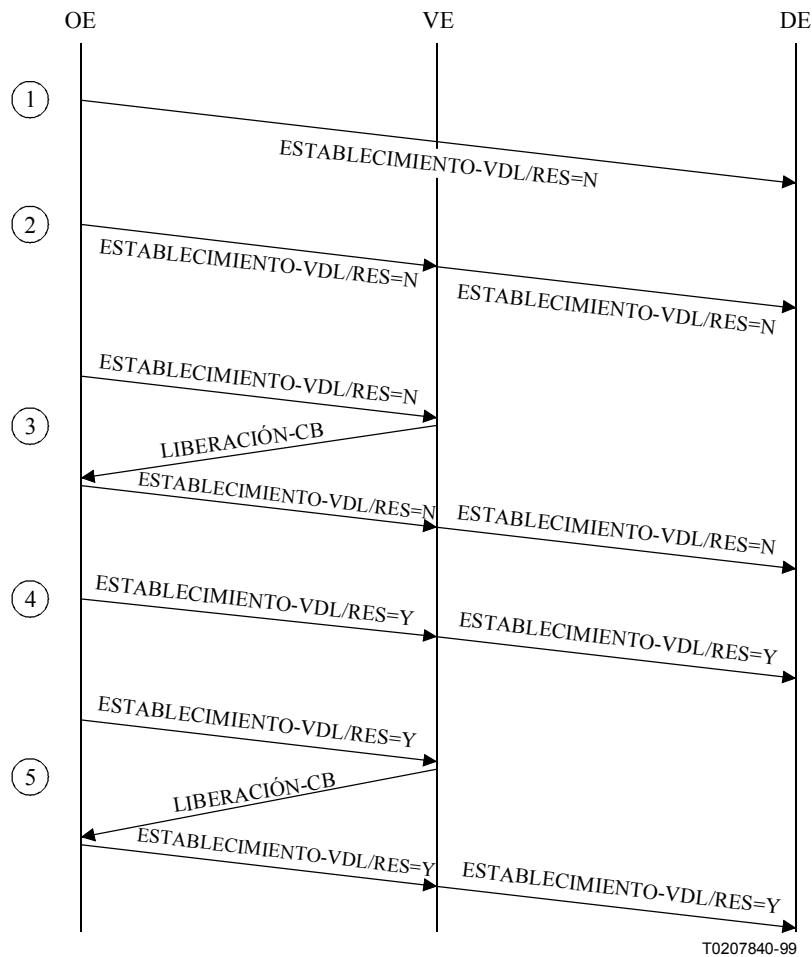 OE VE DE
1
ESTABLECIMIENTO-VDL/RES=N
2
ESTABLECIMIENTO-VDL/RES=N
ESTABLECIMIENTO-VDL/RES=N
ESTABLECIMIENTO-VDL/RES=N
3
LIBERACIÓN-CB
ESTABLECIMIENTO-VDL/RES=N
ESTABLECIMIENTO-VDL/RES=N
4
ESTABLECIMIENTO-VDL/RES=Y
ESTABLECIMIENTO-VDL/RES=Y
ESTABLECIMIENTO-VDL/RES=Y
5
LIBERACIÓN-CB
ESTABLECIMIENTO-VDL/RES=Y
ESTABLECIMIENTO-VDL/RES=Y
T0207840-99